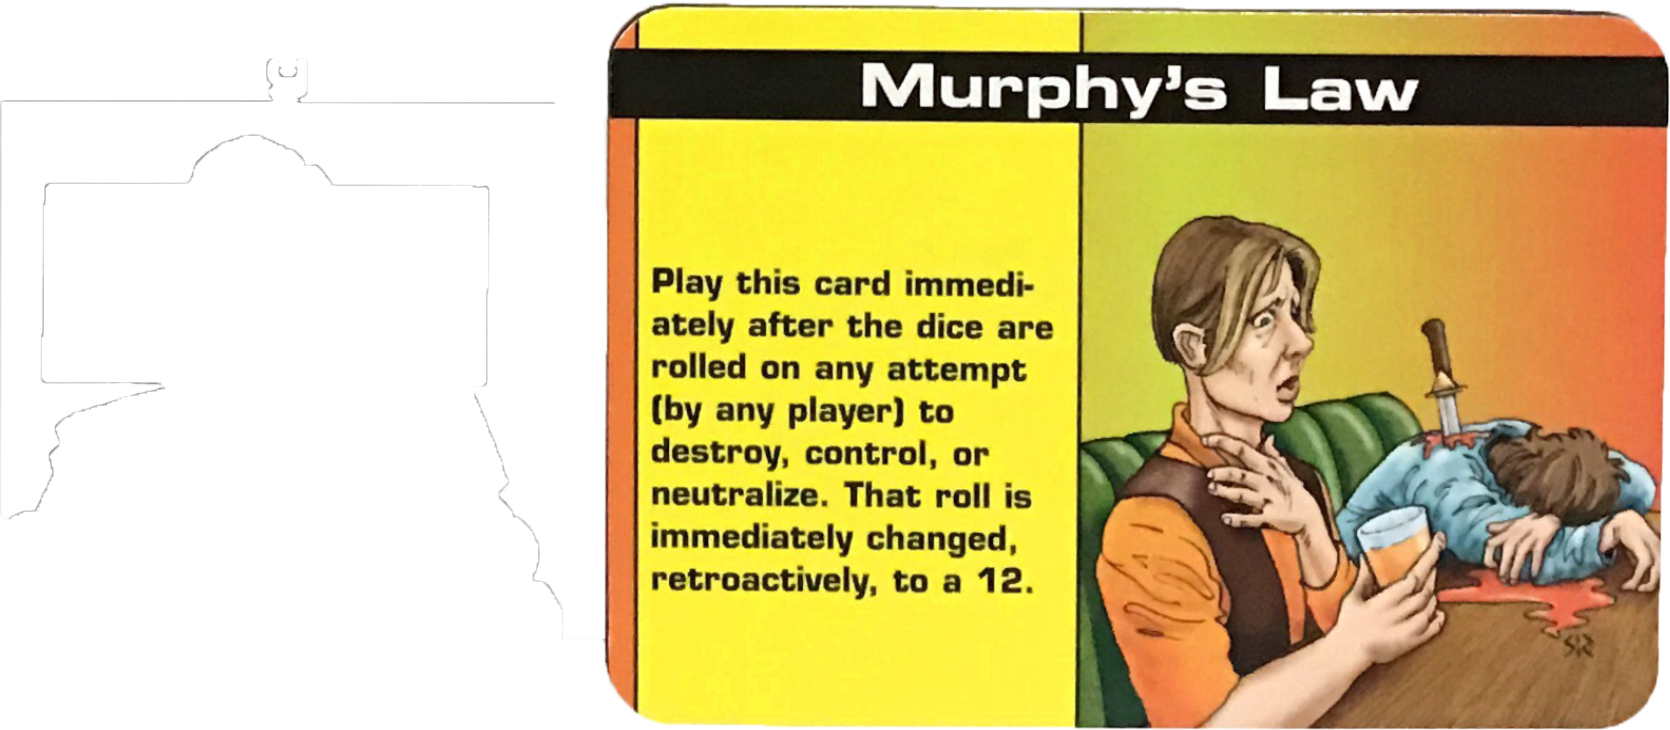 Murphy's Law
Play this card immedi-
ately after the dice are
rolled on any attempt
(by any player) to
destroy, control, or
neutralize. That roll is
immediately changed,
retroactively, to a 12.
SR